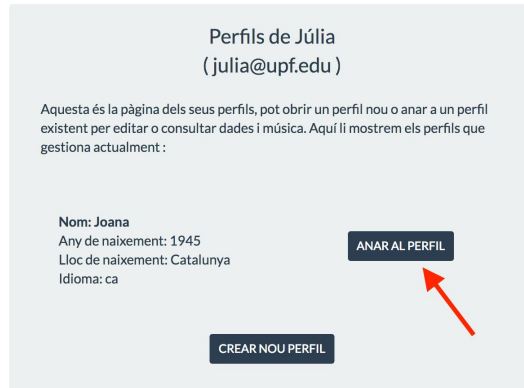 Perfils de Júlia
( julia@upf.edu )
Aquesta és la pàgina dels seus perfils, pot obrir un perfil nou o anar a un perfil
existent per editar o consultar dades i música. Aquí li mostrem els perfils que
gestiona actualment :
Nom: Joana
Any de naixement: 1945
Lloc de naixement: Catalunya
Idioma: ca
ANAR AL PERFIL
CREAR NOU PERFIL